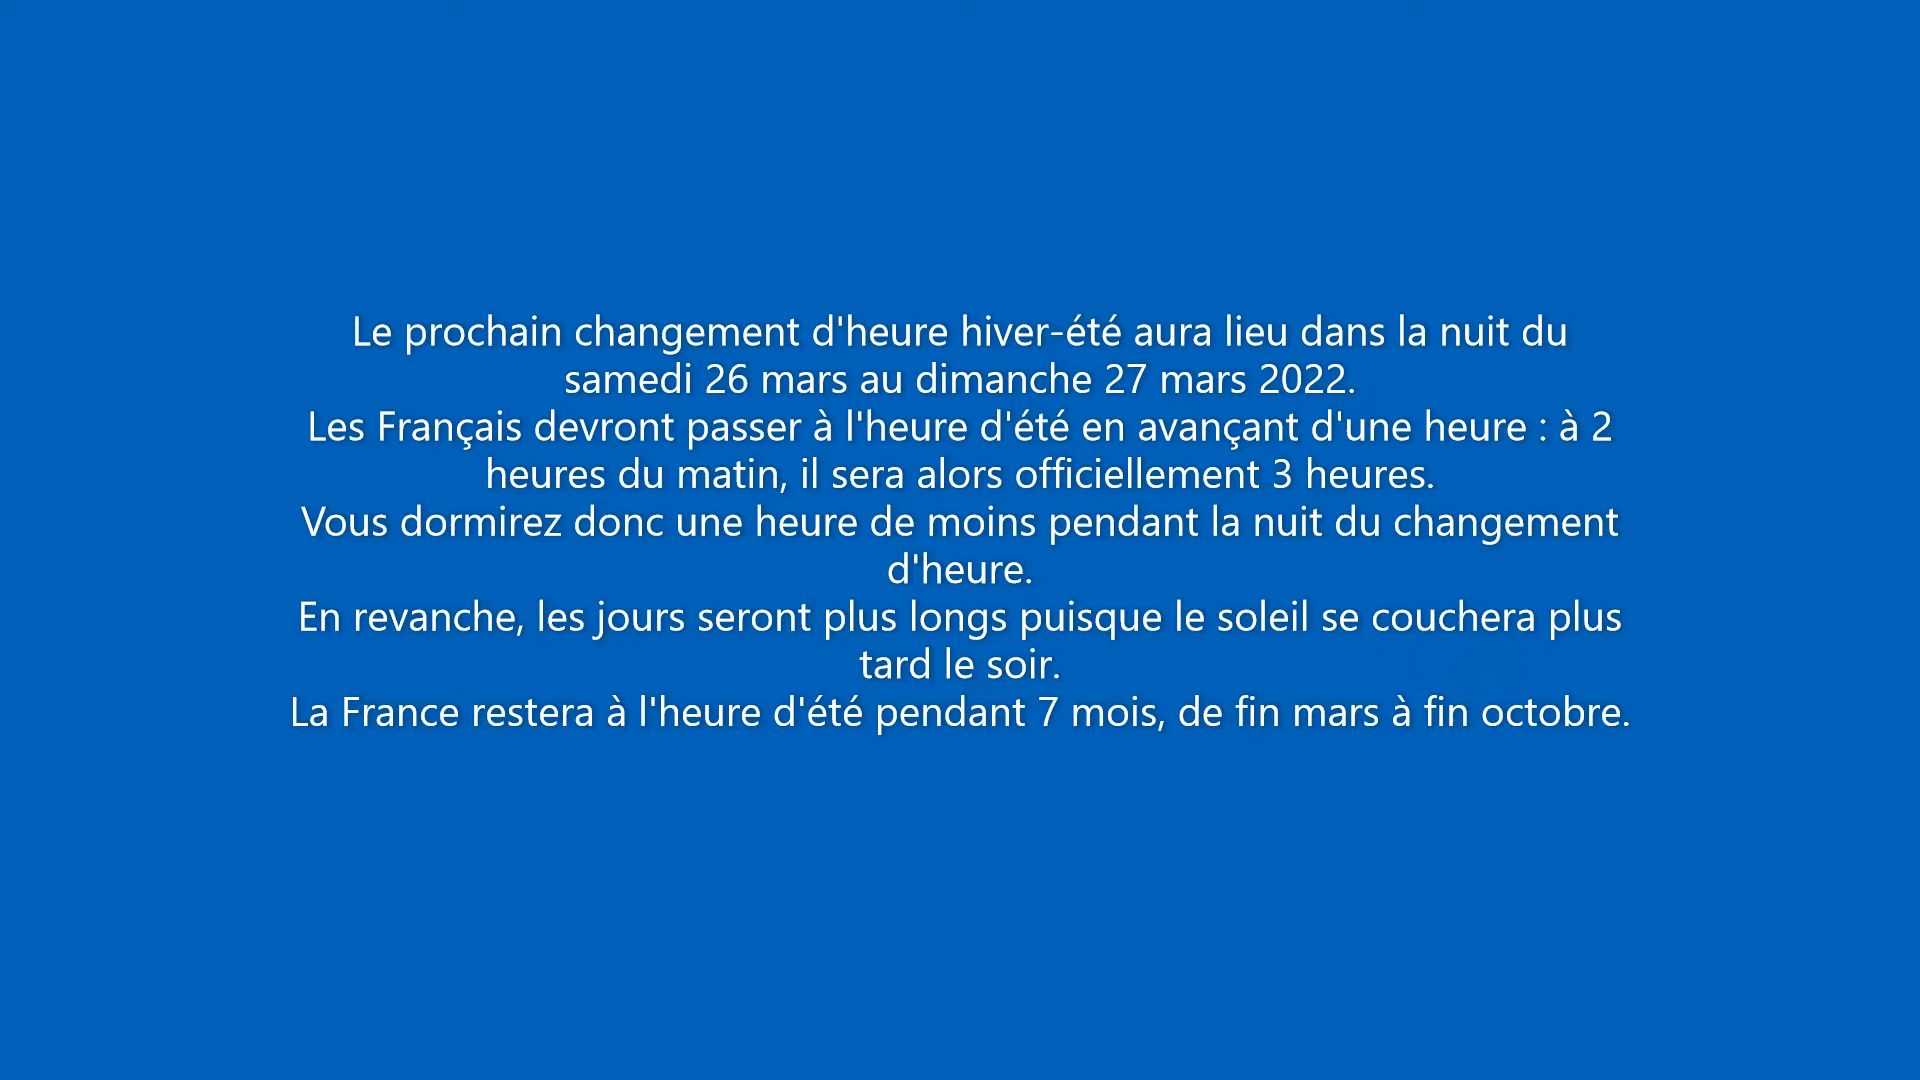 Le prochain changement d'heure hiver-été aura lieu dans la nuit du
samedi 26 mars au dimanche 27 mars 2022.
Les Français devront passer à l'heure d'été en avançant d'une heure : à 2
heures du matin, il sera alors officiellement 3 heures.
Vous dormirez donc une heure de moins pendant la nuit du changement
d'heure.
En revanche, les jours seront plus longs puisque le soleil se couchera plus
tard le soir.
La France restera à l'heure d'été pendant 7 mois, de fin mars à fin octobre.